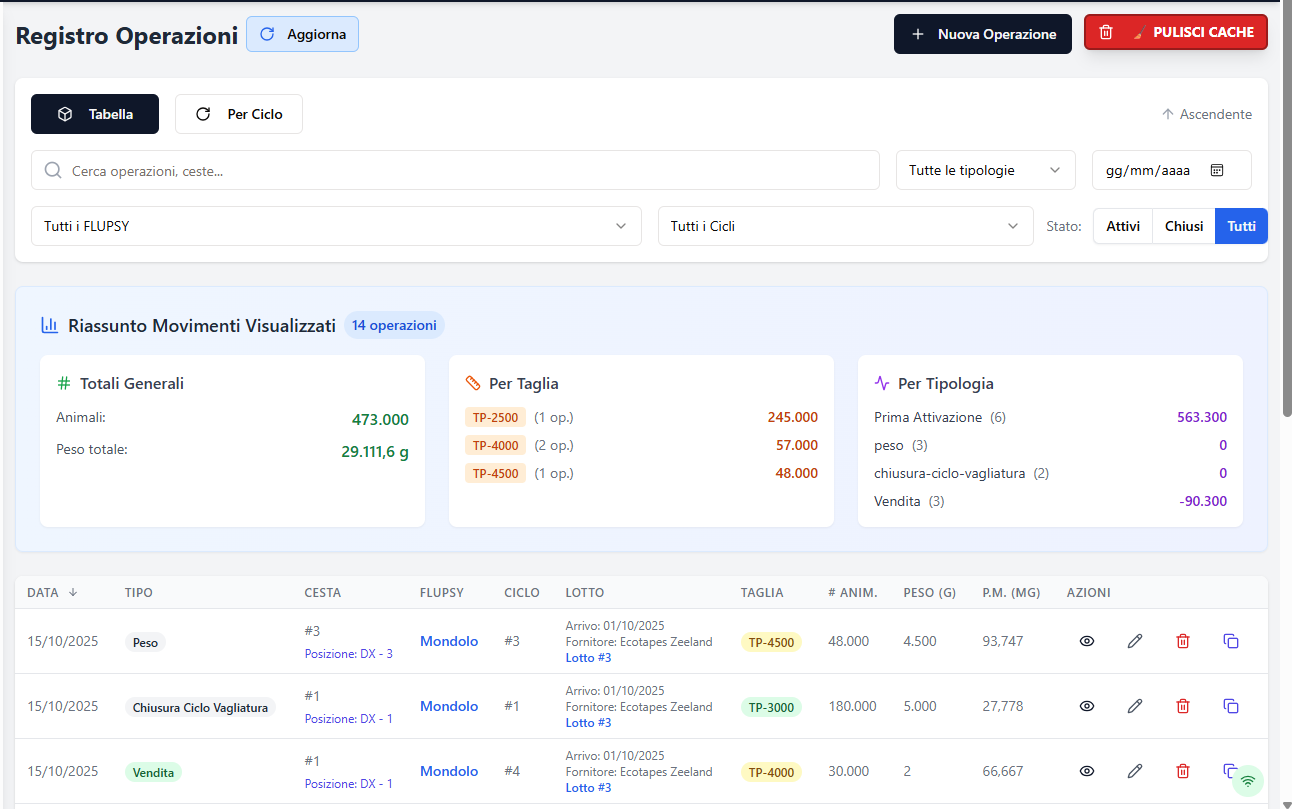 Registro Operazioni
Aggiorna
Nuova Operazione
PULISCI CACHE
Tabella
Per Ciclo
Ascendente
Cerca operazioni, ceste...
Tutte le tipologie
gg/mm/aaaa
Tutti i FLUPSY
Tutti i Cicli
Stato:
Attivi
Chiusi
Tutti
Riassunto Movimenti Visualizzati
14 operazioni
# Totali Generali
Animali: 473.000
Peso totale: 29.111,6 g
Per Taglia
TP-2500 (1 op.) 245.000
TP-4000 (2 op.) 57.000
TP-4500 (1 op.) 48.000
Per Tipologia
Prima Attivazione (6) 563.300
peso (3) 0
chiusura-ciclo-vagliatura (2) 0
Vendita (3) -90.300
DATA TIPO CESTA FLUPSY CICLO LOTTO TAGLIA # ANIM. PESO (G) P.M. (MG) AZIONI
15/10/2025
Peso
#3
Posizione: DX - 3
Mondolo
#3
Arrivo: 01/10/2025
Fornitore: Ecotapes Zeeland
Lotto #3
TP-4500
48.000
4.500
93,747
15/10/2025
Chiusura Ciclo Vagliatura
#1
Posizione: DX - 1
Mondolo
#1
Arrivo: 01/10/2025
Fornitore: Ecotapes Zeeland
Lotto #3
TP-3000
180.000
5.000
27,778
15/10/2025
Vendita
#1
Posizione: DX - 1
Mondolo
#4
Arrivo: 01/10/2025
Fornitore: Ecotapes Zeeland
Lotto #3
TP-4000
30.000
2
66,667